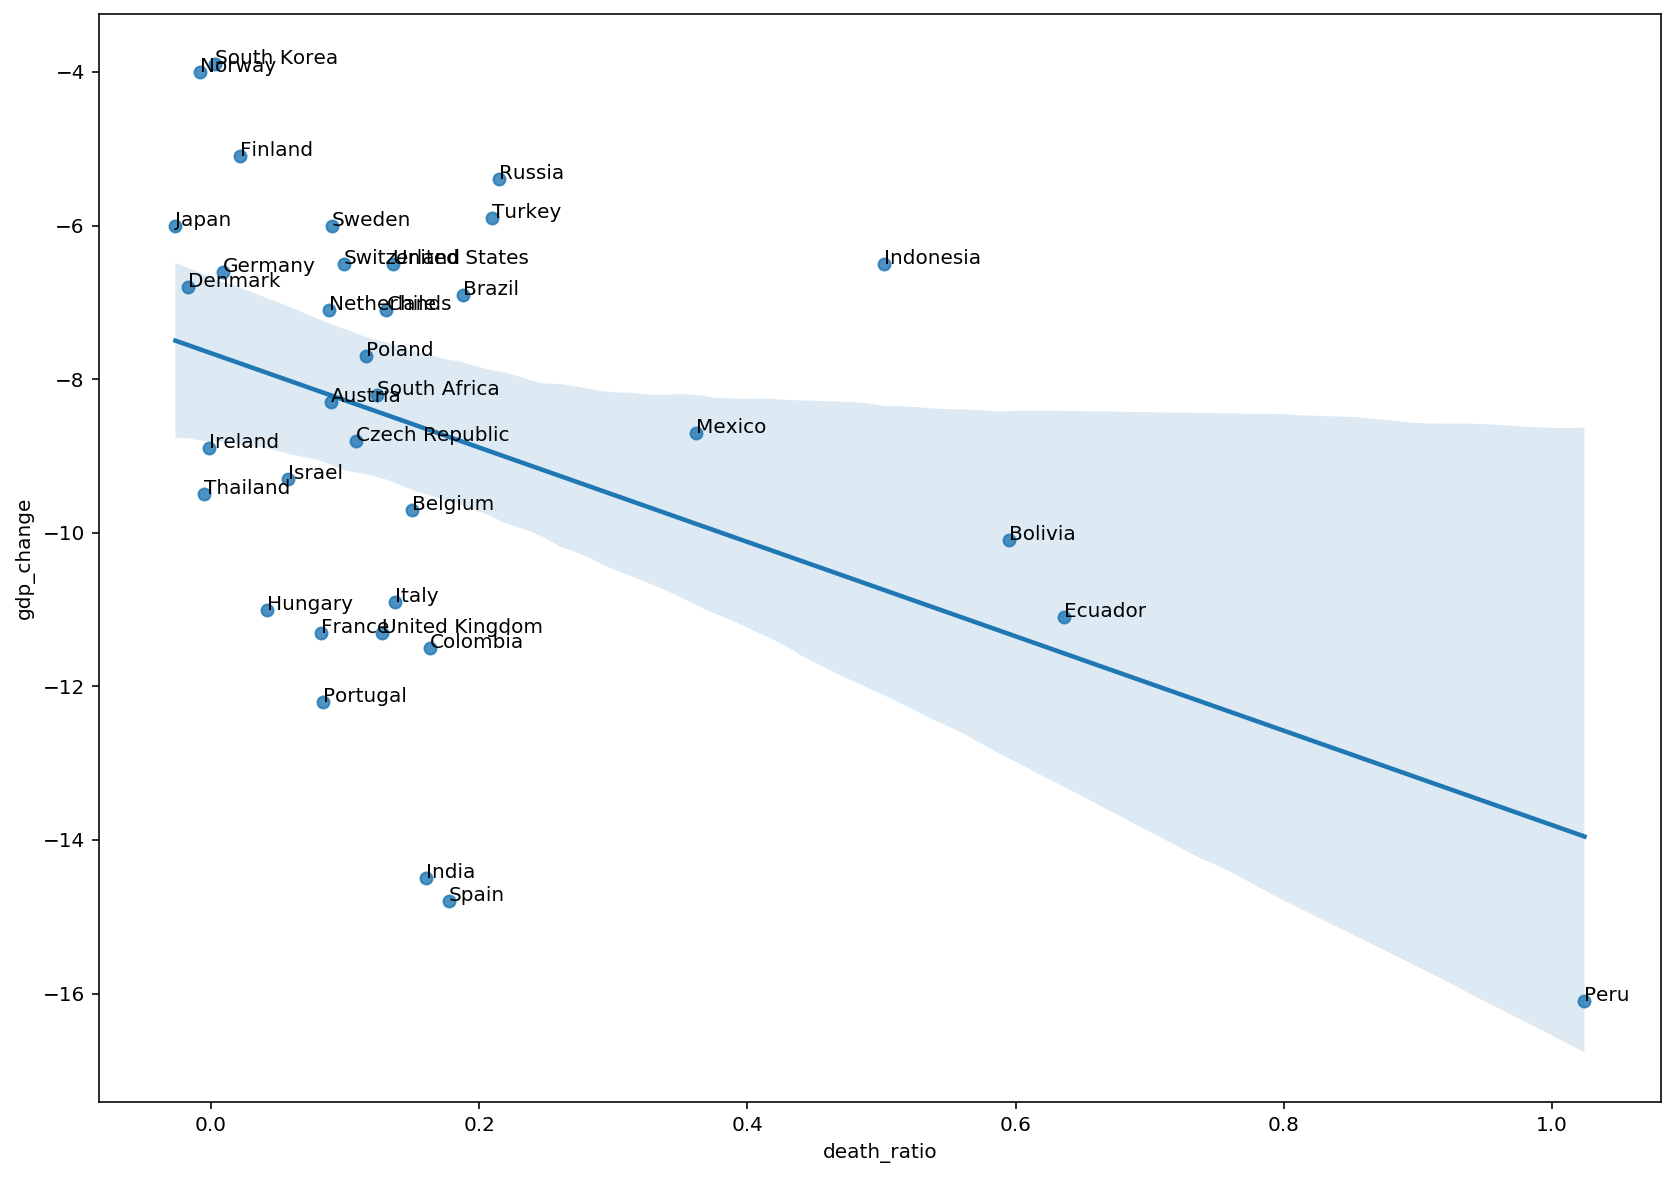 South Korea
Norway
−4
Finland
Russia
Turkey
Japan
Sweden
−6
Switzerland
United States
Indonesia
Germany
Denmark
Brazil
Netherlands
Chile
Poland
−8
South Africa
Austria
Mexico
Czech Republic
Ireland
Israel
Thailand
Belgium
−10
Bolivia
Italy
Hungary
Ecuador
France
United Kingdom
Colombia
−12
Portugal
−14
India
Spain
−16
Peru
gdp_change
0.0 0.2 0.4 0.6 0.8 1.0
death_ratio